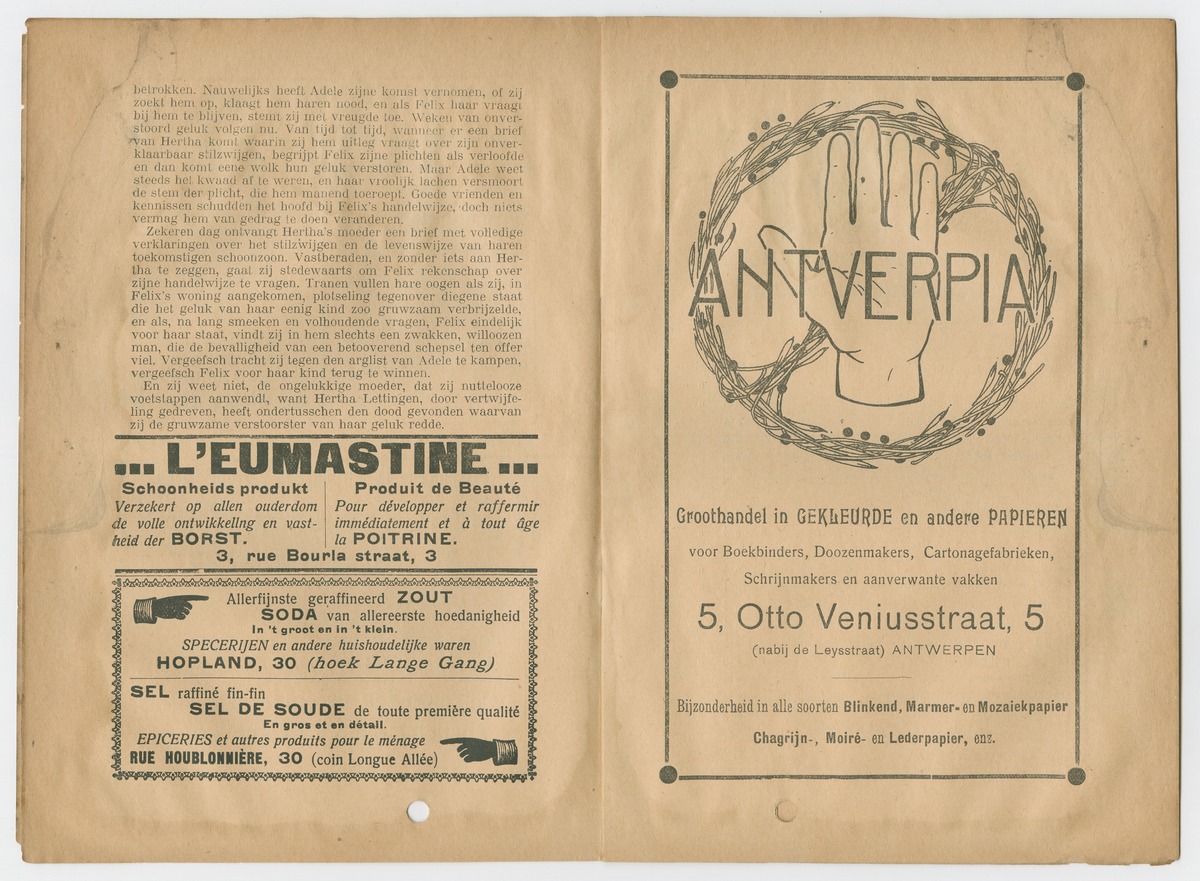 betrokken. Nauwelijks heeft Adele zijne komst vernomen, of zij
zoekt hem op, klaagt hem haren nood, en als Felix haar vraagt
bij hem te blijven, stemt zij met vreugde toe. Weken van onver-
stoord geluk volgen nu. Van tijd tot tijd, wanneer er een brief
van Hertha komt waarin zij hem uitleg vraagt over zijn onver-
klaarbaar stilzwijgen, begrijpt Felix zijne plichten als verloofde
en dan komt eene wolk hun geluk verstoren. Maar Adele weet
steeds het kwaad af te weren, en haar vroolijk lachen versmoort
de stem der plicht, die hem manend toeroept. Goede vrienden en
kennissen schudden het hoofd bij Felix's handelwijze, doch niets
vermag hem van gedrag te doen veranderen.
Zekeren dag ontvangt Hertha's moeder een brief met volledige
verklaringen over het stilzwijgen en de levenswijze van haren
toekomstigen schoonzoon. Vastberaden, en zonder iets aan Her-
tha te zeggen, gaat zij stedewaarts om Felix rekenschap over
zijne handelwijze te vragen. Tranen vullen hare oogen als zij, in
Felix's woning aangekomen, plotseling tegenover diegene staat
die het geluk van haar eenig kind zoo gruwzaam verbrijzelde,
en als, na lang smeeken en volhoudende vragen, Felix eindelijk
voor haar staat, vindt zij in hem slechts een zwakken, willoozen
man, die de bevalligheid van een betooverend schepsel ten offer
viel. Vergeefsch tracht zij tegen den arglist van Adele te kampen,
vergeefsch Felix voor haar kind terug te winnen.
En zij weet niet, de ongelukkige moeder, dat zij nuttelooze
voetstappen aanwendt, want Hertha Lettingen, door vertwijfe-
ling gedreven, heeft ondertusschen den dood gevonden waarvan
zij de gruwzame verstoorster van haar geluk redde.
... L'EUMASTINE ...
Schoonheids produkt
Verzekert op allen ouderdom
de volle ontwikkeling en vast-
heid der BORST.
Produit de Beauté
Pour développer et raffermir
immédiatement et à tout âge
la POITRINE.
3, rue Bourla straat, 3
Allerfijnste geraffineerd ZOUT
SODA van allereerste hoedanigheid
In 't groot en in 't klein.
SPECERIJEN en andere huishoudelijke waren
HOPLAND, 30 (hoek Lange Gang)
SEL raffiné fin-fin
SEL DE SOUDE de toute première qualité
En gros et en détail.
EPICERIES et autres produits pour le ménage
RUE HOUBLONNIÈRE, 30 (coin Longue Allée)
ANTVERPIA
Groothandel in GEKLEURDE en andere PAPIEREN
voor Boekbinders, Doozenmakers, Cartonagefabrieken,
Schrijnmakers en aanverwante vakken
5, Otto Veniusstraat, 5
(nabij de Leysstraat) ANTWERPEN
Bijzonderheid in alle soorten Blinkend, Marmer- en Mozaiekpapier
Chagrijn-, Moiré- en Lederpapier, enz.